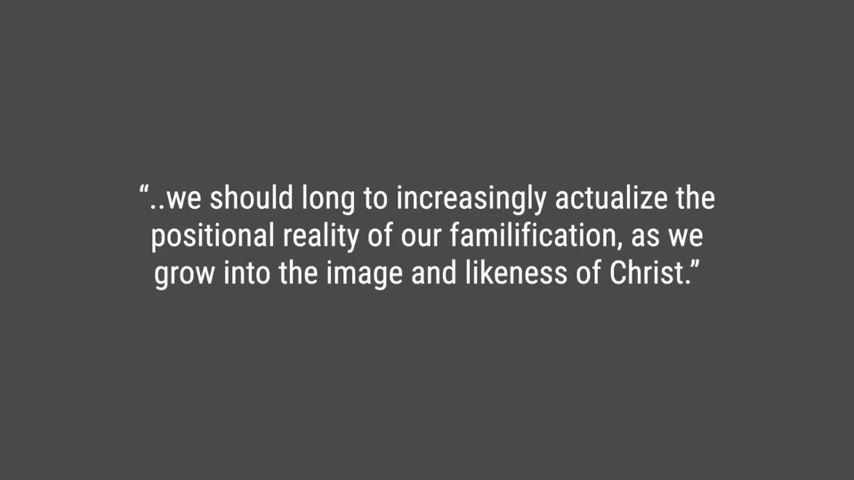 “..we should long to increasingly actualize the
positional reality of our familification, as we
grow into the image and likeness of Christ.”